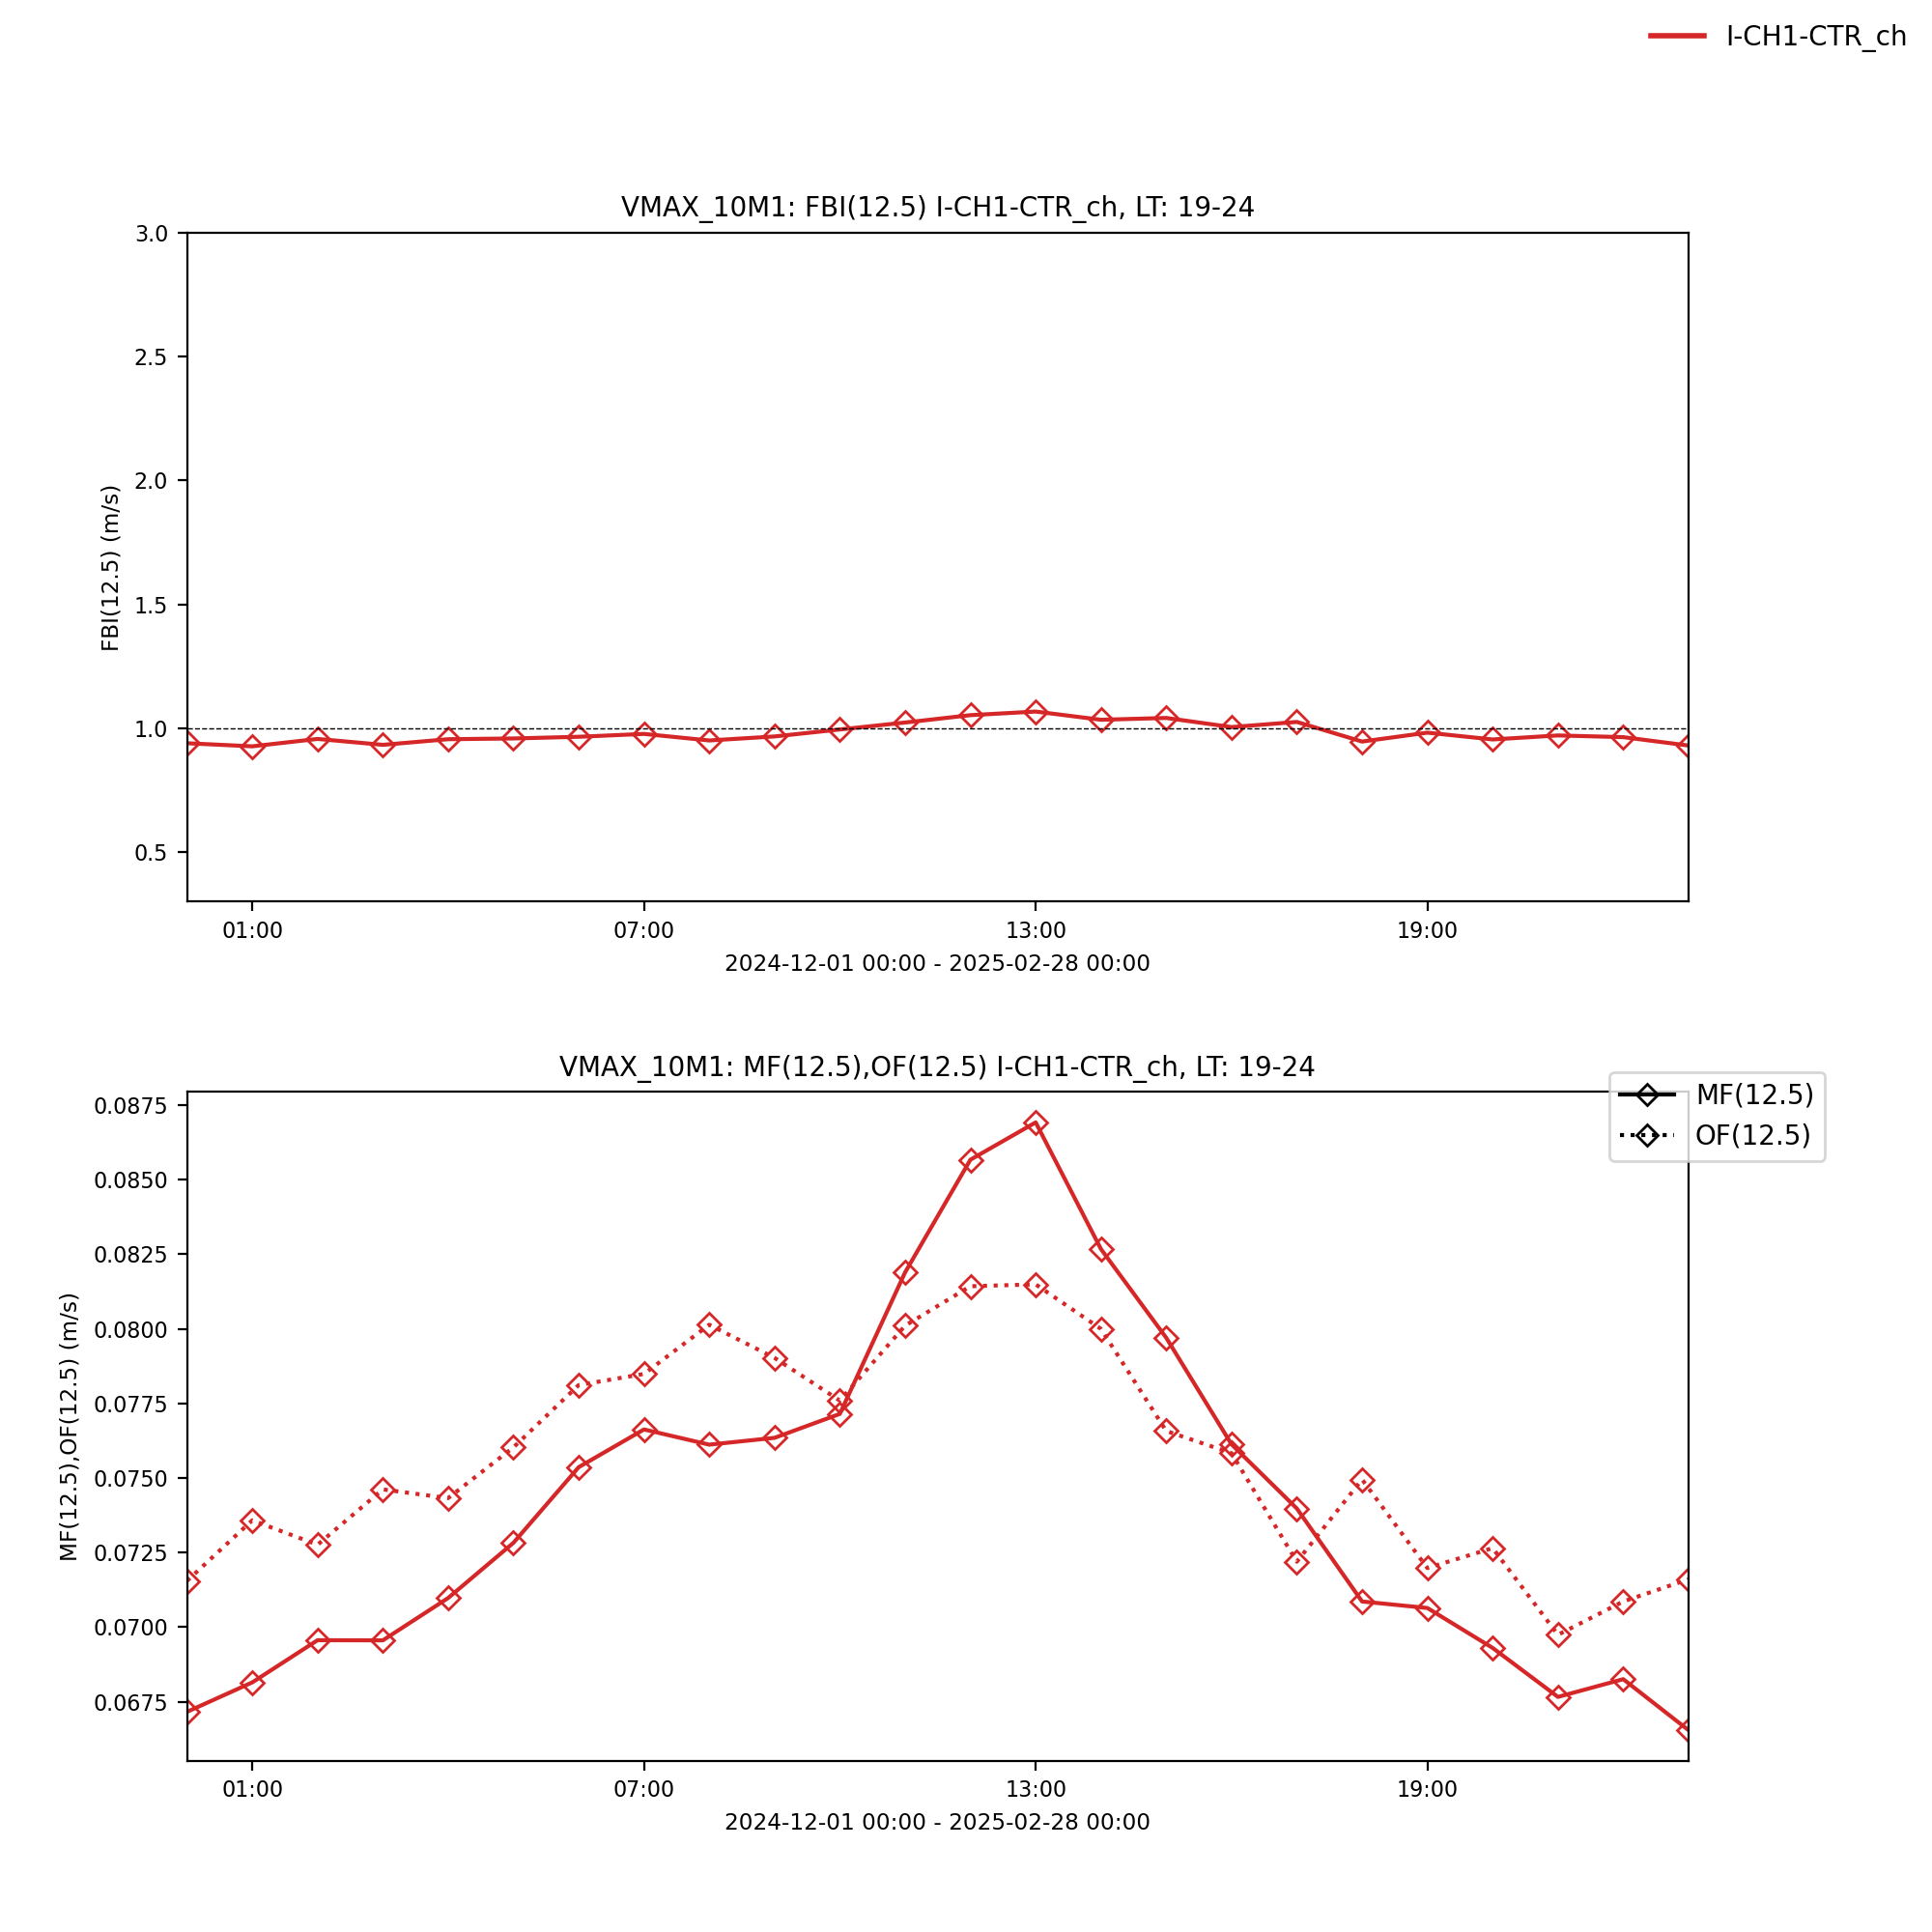 I-CH1-CTR_ch
VMAX_10M1: FBI(12.5) I-CH1-CTR_ch, LT: 19-24
3.0
2.5
2.0
1.5
1.0
0.5
FBI(12.5) (m/s)
01:00 07:00 13:00 19:00
2024-12-01 00:00 - 2025-02-28 00:00
VMAX_10M1: MF(12.5),OF(12.5) I-CH1-CTR_ch, LT: 19-24
MF(12.5)
OF(12.5)
0.0875
0.0850
0.0825
0.0800
0.0775
0.0750
0.0725
0.0700
0.0675
MF(12.5),OF(12.5) (m/s)
01:00 07:00 13:00 19:00
2024-12-01 00:00 - 2025-02-28 00:00